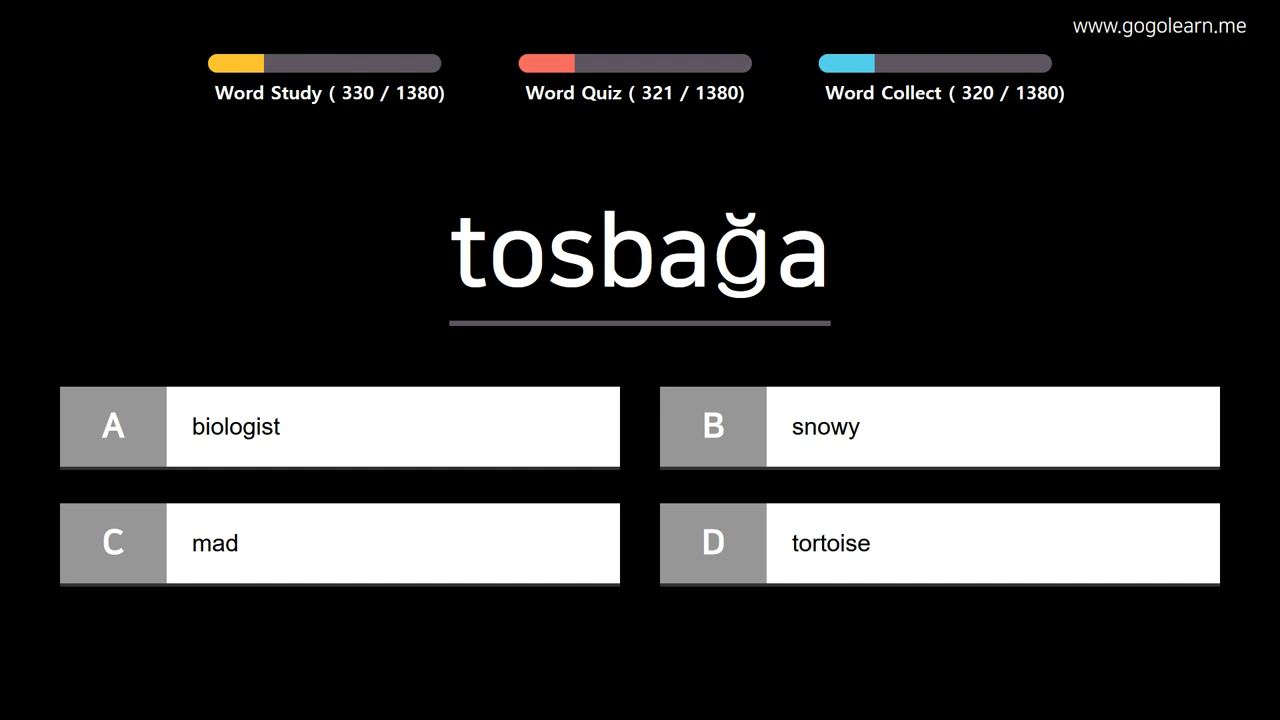 www.gogolearn.me
Word Study ( 330 / 1380)
Word Quiz ( 321 / 1380)
Word Collect ( 320 / 1380)
tosbağa
A biologist
B snowy
C mad
D tortoise